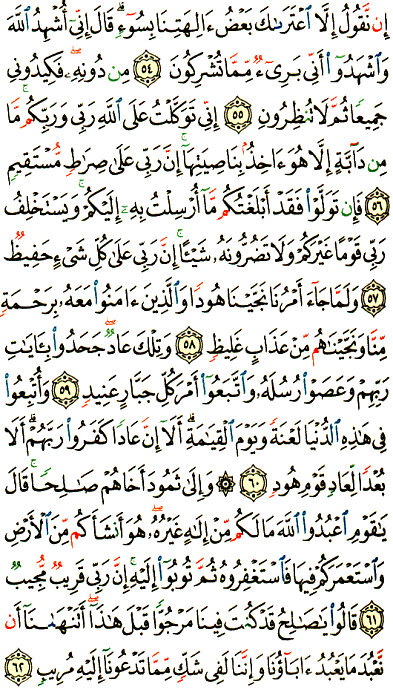 إِن نَّقُولُ إِلَّا ٱعْتَرَىٰكَ بَعْضُ ءَالِهَتِنَا بِسُوٓءٍ ۗ قَالَ إِنِّىٓ أُشْهِدُ ٱللَّهَ
وَٱشْهَدُوٓا۟ أَنِّى بَرِىٓءٌ مِّمَّا تُشْرِكُونَ ٥٤ مِن دُونِهِۦ ۖ فَكِيدُونِى
جَمِيعًا ثُمَّ لَا تُنظِرُونِ ٥٥ إِنِّى تَوَكَّلْتُ عَلَى ٱللَّهِ رَبِّى وَرَبِّكُم ۚ مَّا
مِن دَآبَّةٍ إِلَّا هُوَ ءَاخِذٌۢ بِنَاصِيَتِهَآ ۚ إِنَّ رَبِّى عَلَىٰ صِرَٰطٍ مُّسْتَقِيمٍ
٥٦ فَإِن تَوَلَّوْا۟ فَقَدْ أَبْلَغْتُكُم مَّآ أُرْسِلْتُ بِهِۦٓ إِلَيْكُمْ ۚ وَيَسْتَخْلِفُ
رَبِّى قَوْمًا غَيْرَكُمْ وَلَا تَضُرُّونَهُۥ شَيْـًٔا ۚ إِنَّ رَبِّى عَلَىٰ كُلِّ شَىْءٍ حَفِيظٌ
٥٧ وَلَمَّا جَآءَ أَمْرُنَا نَجَّيْنَا هُودًا وَٱلَّذِينَ ءَامَنُوا۟ مَعَهُۥ بِرَحْمَةٍ
مِّنَّا وَنَجَّيْنَٰهُم مِّنْ عَذَابٍ غَلِيظٍ ٥٨ وَتِلْكَ عَادٌ ۖ جَحَدُوا۟ بِـَٔايَٰتِ
رَبِّهِمْ وَعَصَوْا۟ رُسُلَهُۥ وَٱتَّبَعُوٓا۟ أَمْرَ كُلِّ جَبَّارٍ عَنِيدٍ ٥٩ وَأُتْبِعُوا۟
فِى هَٰذِهِ ٱلدُّنْيَا لَعْنَةً وَيَوْمَ ٱلْقِيَٰمَةِ ۗ أَلَآ إِنَّ عَادًا كَفَرُوا۟ رَبَّهُمْ ۗ أَلَا
بُعْدًا لِّعَادٍ قَوْمِ هُودٍ ٦٠ ۞ وَإِلَىٰ ثَمُودَ أَخَاهُمْ صَٰلِحًا ۚ قَالَ
يَٰقَوْمِ ٱعْبُدُوا۟ ٱللَّهَ مَا لَكُم مِّنْ إِلَٰهٍ غَيْرُهُۥ ۖ هُوَ أَنشَأَكُم مِّنَ ٱلْأَرْضِ
وَٱسْتَعْمَرَكُمْ فِيهَا فَٱسْتَغْفِرُوهُ ثُمَّ تُوبُوٓا۟ إِلَيْهِ ۚ إِنَّ رَبِّى قَرِيبٌ مُّجِيبٌ
٦١ قَالُوا۟ يَٰصَٰلِحُ قَدْ كُنتَ فِينَا مَرْجُوًّا قَبْلَ هَٰذَآ ۖ أَتَنْهَىٰنَآ أَن
نَّعْبُدَ مَا يَعْبُدُ ءَابَآؤُنَا وَإِنَّنَا لَفِى شَكٍّ مِّمَّا تَدْعُونَآ إِلَيْهِ مُرِيبٍ ٦٢